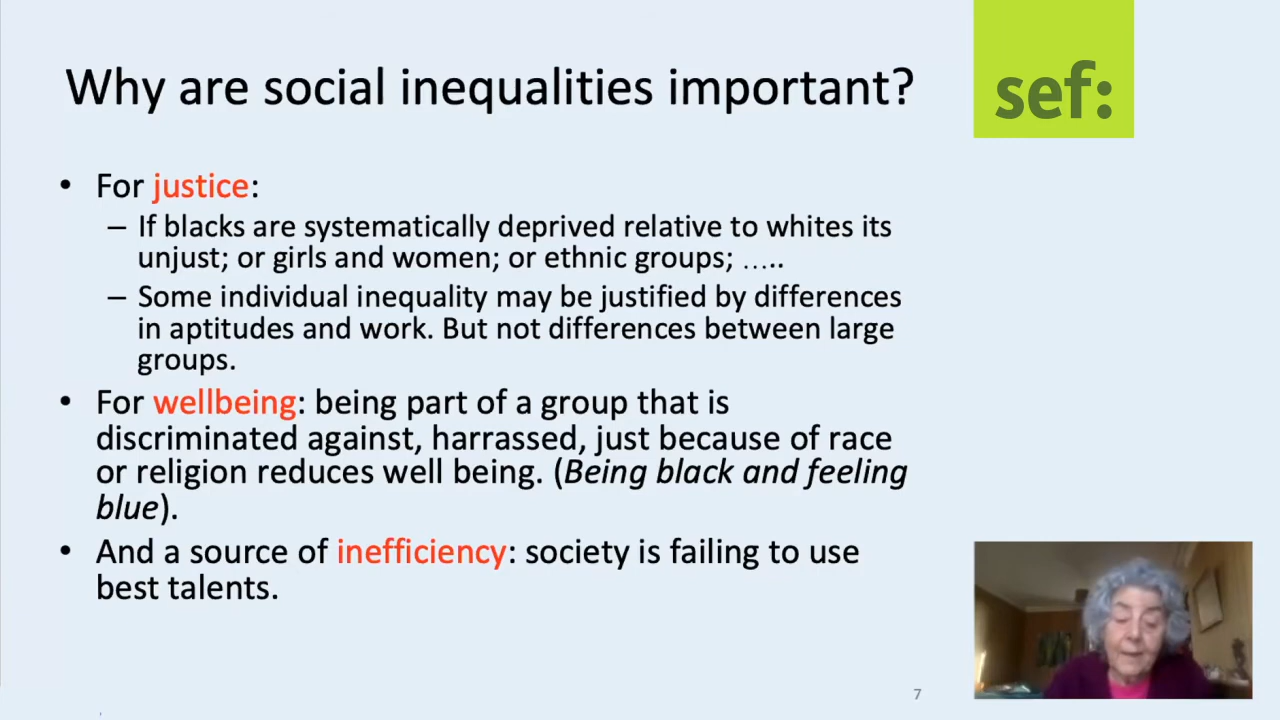 Why are social inequalities important?
sef:
• For justice:
– If blacks are systematically deprived relative to whites its
unjust; or girls and women; or ethnic groups; …..
– Some individual inequality may be justified by differences
in aptitudes and work. But not differences between large
groups.
• For wellbeing: being part of a group that is
discriminated against, harrassed, just because of race
or religion reduces well being. (Being black and feeling
blue).
• And a source of inefficiency: society is failing to use
best talents.
7